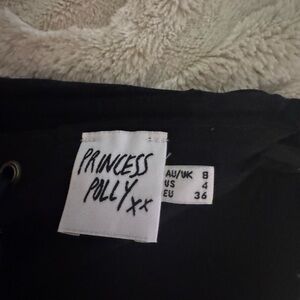 PRINCESS
POLLY xx
AU/UK 8
US 4
EU 36